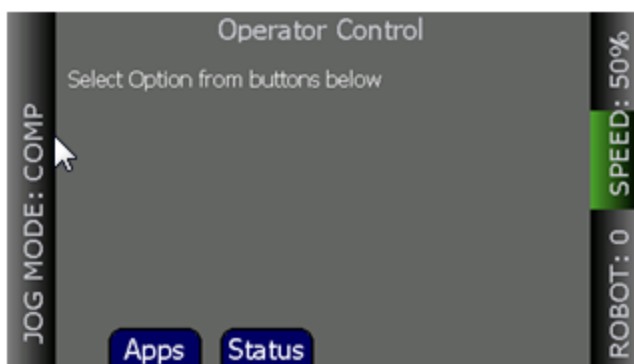 Operator Control
Select Option from buttons below
JOG MODE: COMP
SPEED: 50%
ROBOT: 0
Apps
Status